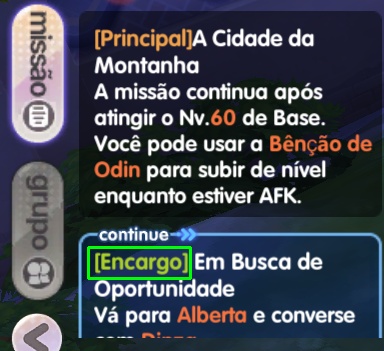 missão
grupo
[Principal]A Cidade da
Montanha
A missão continua após
atingir o Nv.60 de Base.
Você pode usar a Bênção de
Odin para subir de nível
enquanto estiver AFK.
continue
[Encargo] Em Busca de
Oportunidade
Vá para Alberta e converse
com